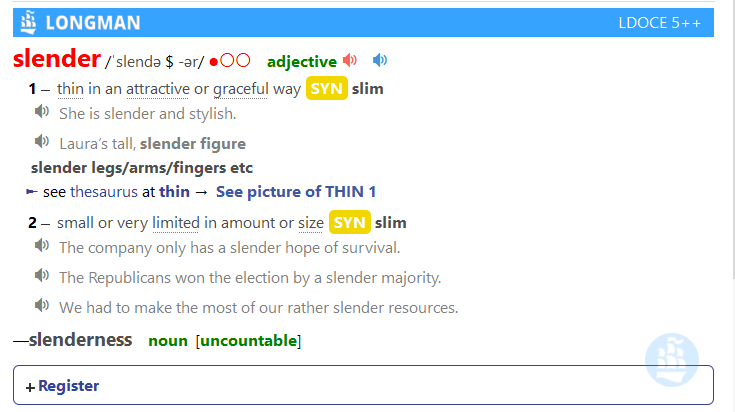 LONGMAN LDOCE 5++
slender /ˈslendə $ -ər/ ●○○ adjective
1 – thin in an attractive or graceful way SYN slim
She is slender and stylish.
Laura’s tall, slender figure
slender legs/arms/fingers etc
► see thesaurus at thin → See picture of THIN 1
2 – small or very limited in amount or size SYN slim
The company only has a slender hope of survival.
The Republicans won the election by a slender majority.
We had to make the most of our rather slender resources.
—slenderness noun [uncountable]
+ Register